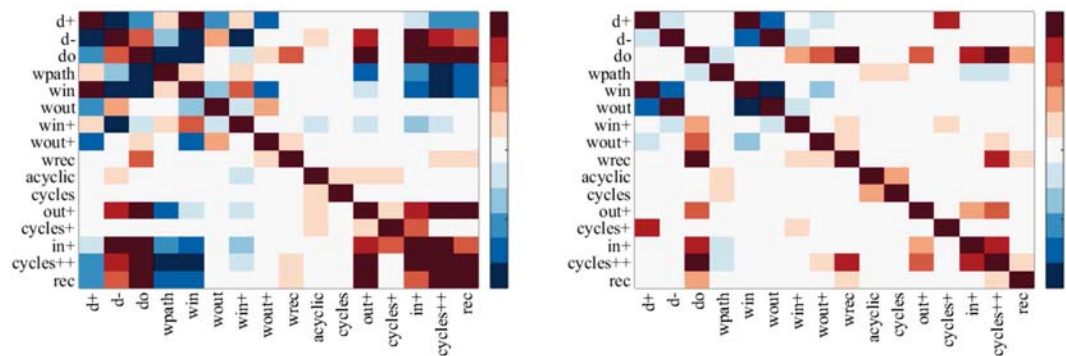 d+
d-
do
wpath
win
wout
win+
wout+
wrec
acyclic
cycles
out+
cycles+
in+
cycles++
rec
d+
d-
do
wpath
win
wout
win+
wout+
wrec
acyclic
cycles
out+
cycles+
in+
cycles++
rec
d+
d-
do
wpath
win
wout
win+
wout+
wrec
acyclic
cycles
out+
cycles+
in+
cycles++
rec
d+
d-
do
wpath
win
wout
win+
wout+
wrec
acyclic
cycles
out+
cycles+
in+
cycles++
rec